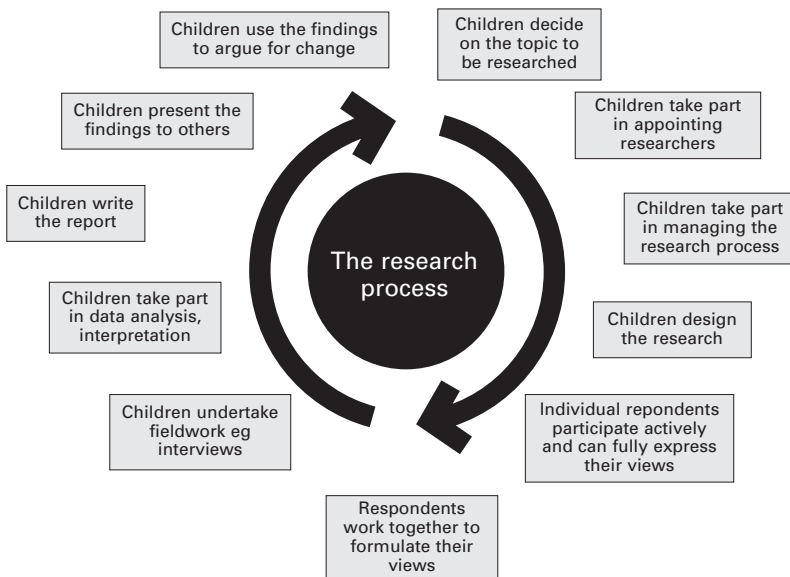 Children use the findings
to argue for change
Children decide
on the topic to
be researched
Children present the
findings to others
Children take part
in appointing
researchers
Children write
the report
Children take part
in managing the
research process
The research
process
Children take part
in data analysis,
interpretation
Children design
the research
Children undertake
fieldwork eg
interviews
Individual repondents
participate actively
and can fully express
their views
Respondents
work together to
formulate their
views